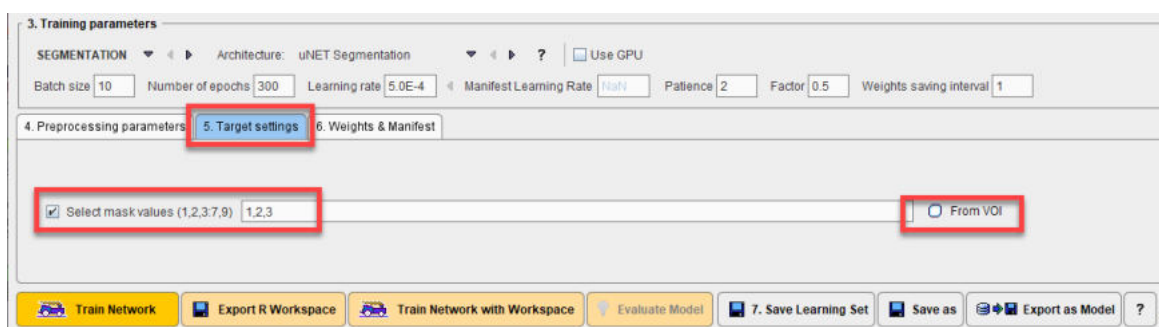 3. Training parameters
SEGMENTATION Architecture: uNET Segmentation ? Use GPU
Batch size 10 Number of epochs 300 Learning rate 5.0E-4 Manifest Learning Rate NaN Patience 2 Factor 0.5 Weights saving interval 1
4. Preprocessing parameters 5. Target settings 6. Weights & Manifest
Select mask values (1,2,3:7,9) 1,2,3 From VOI
Train Network Export R Workspace Train Network with Workspace Evaluate Model 7. Save Learning Set Save as Export as Model ?